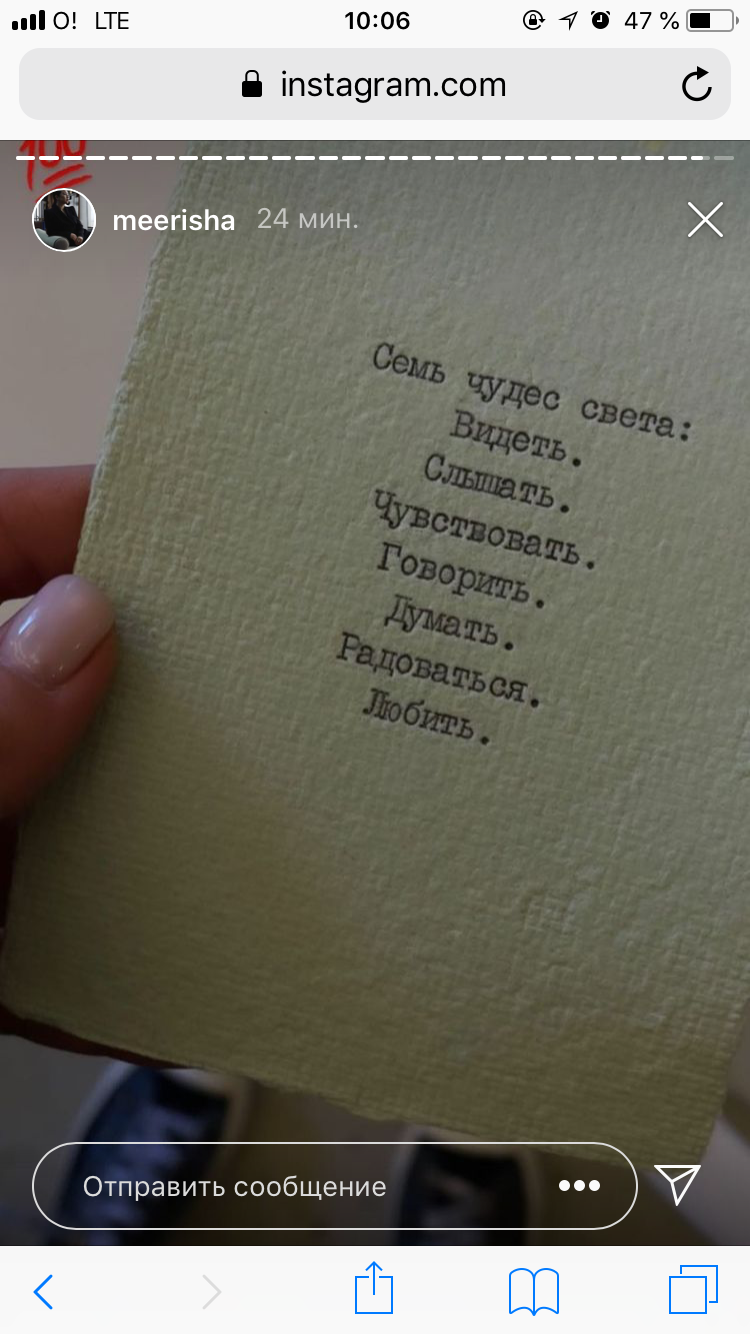 O! LTE 10:06 47 %
instagram.com
100
meerisha 24 мин.
Семь чудес света:
Видеть.
Слышать.
Чувствовать.
Говорить.
Думать.
Радоваться.
Любить.
Отправить сообщение